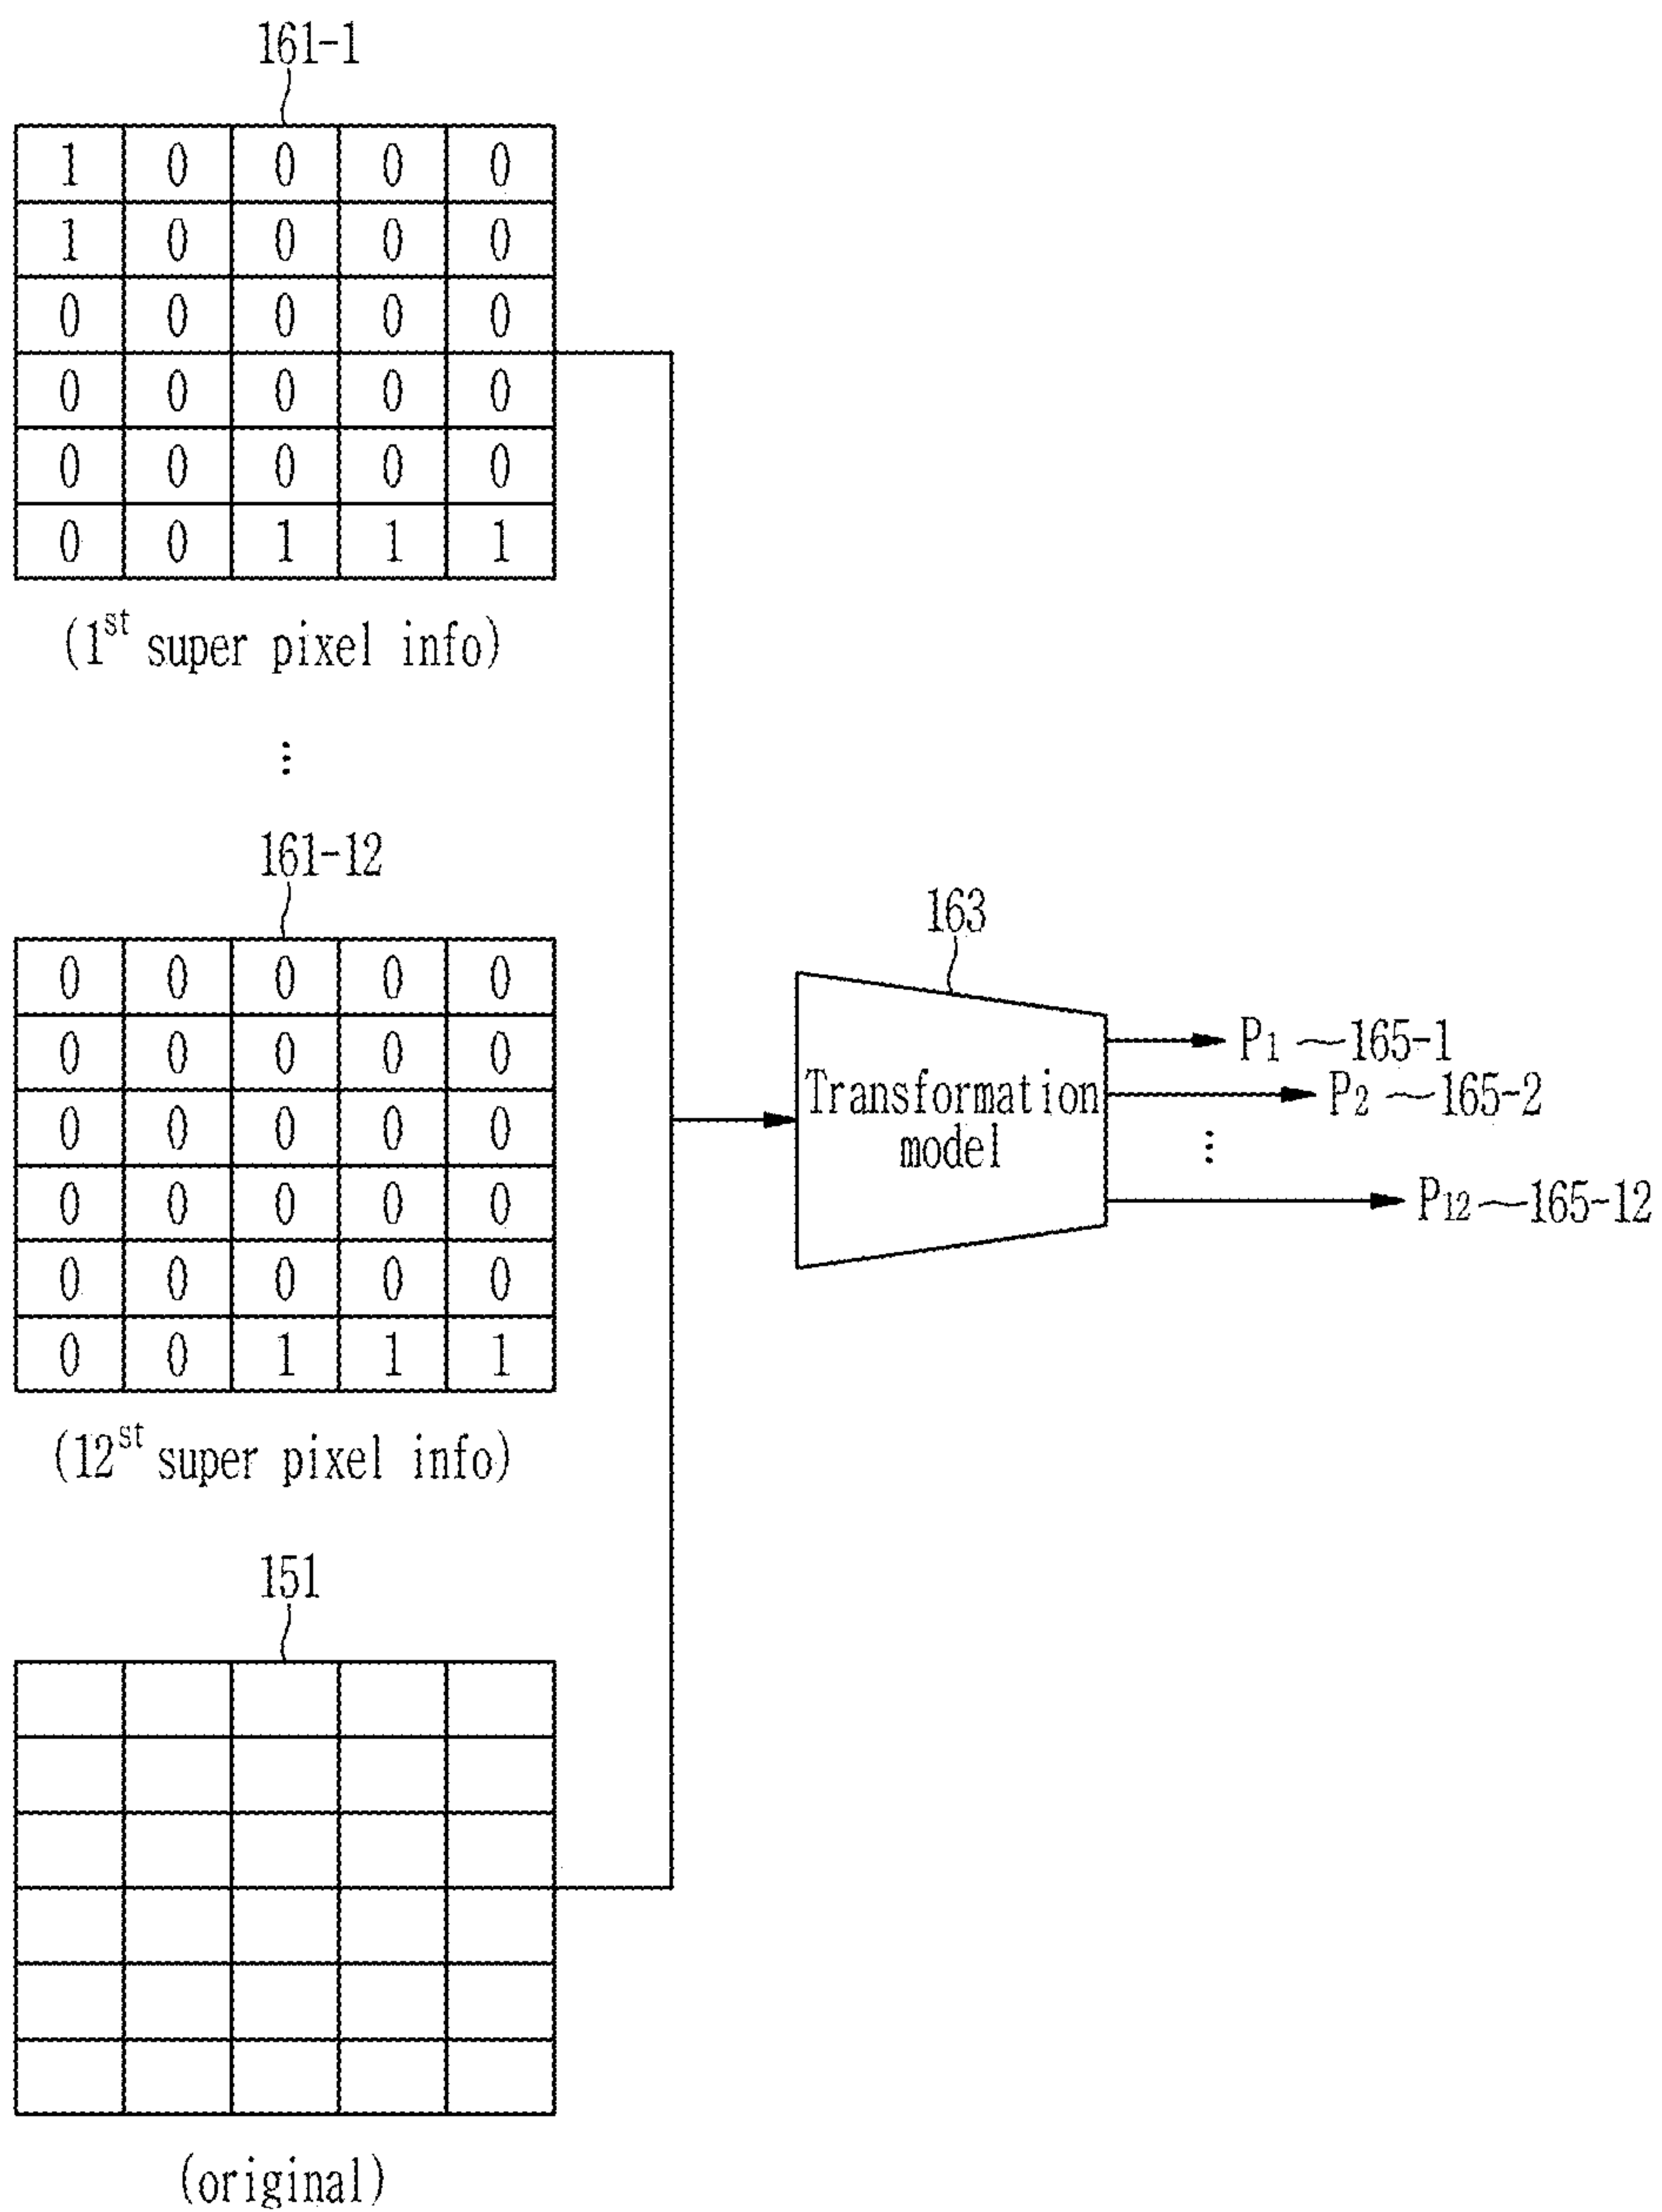 161-1
1 0 0 0 0
1 0 0 0 0
0 0 0 0 0
0 0 0 0 0
0 0 0 0 0
0 0 1 1 1
(1st super pixel info)
⋮
161-12
0 0 0 0 0
0 0 0 0 0
0 0 0 0 0
0 0 0 0 0
0 0 0 0 0
0 0 1 1 1
(12st super pixel info)
151
(original)
163
Transformation
model
P1 165-1
P2 165-2
⋮
P12 165-12